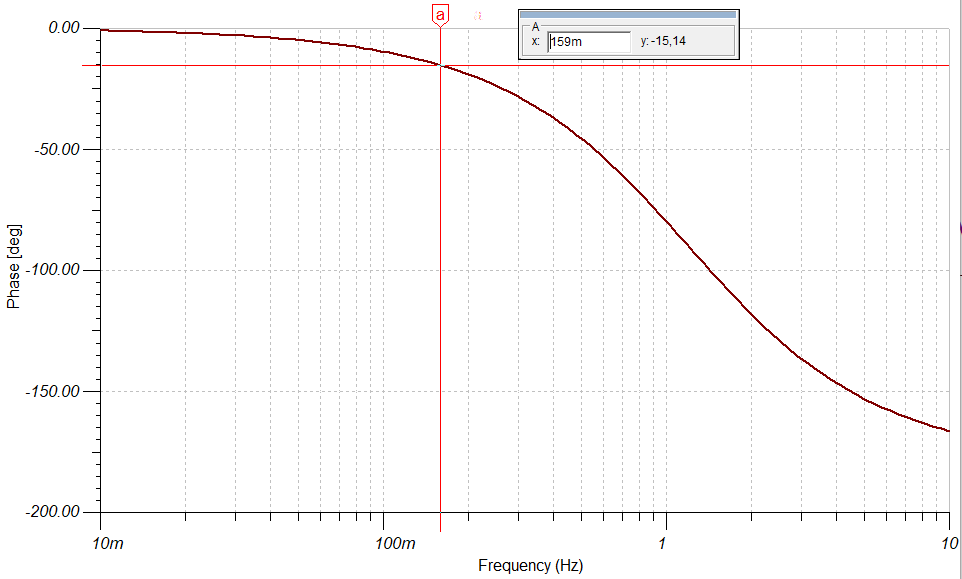 a
a
A
x: 159m y: -15,14
0.00
-50.00
-100.00
-150.00
-200.00
Phase [deg]
10m 100m 1 10
Frequency (Hz)